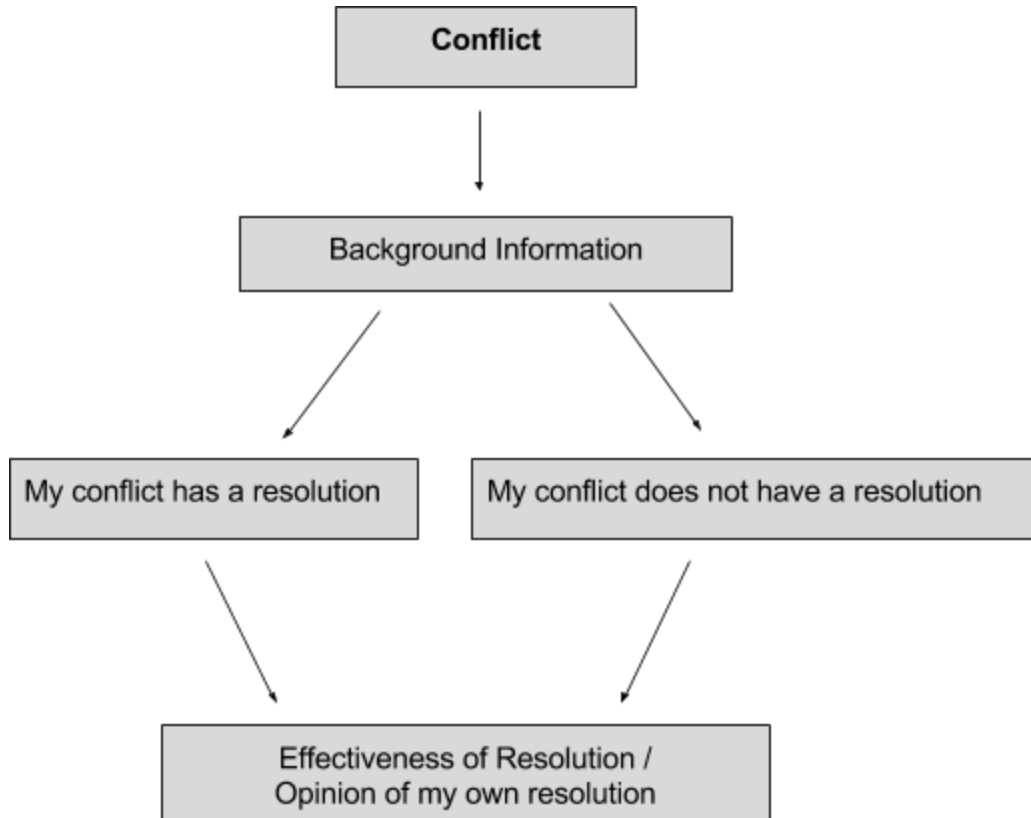 Conflict
Background Information
My conflict has a resolution
My conflict does not have a resolution
Effectiveness of Resolution /
Opinion of my own resolution